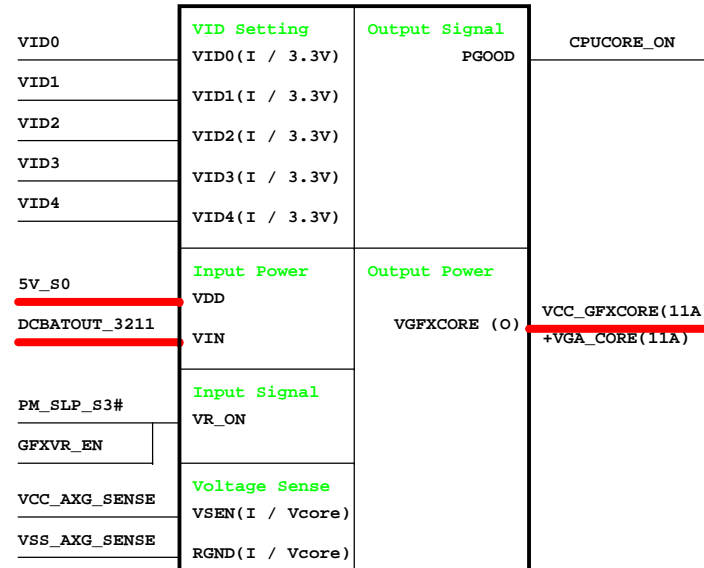 VID Setting
Output Signal
VID0
VID0(I / 3.3V)
PGOOD
CPUCORE_ON
VID1
VID1(I / 3.3V)
VID2
VID2(I / 3.3V)
VID3
VID3(I / 3.3V)
VID4
VID4(I / 3.3V)
Input Power
Output Power
5V_S0
VDD
DCBATOUT_3211
VIN
VGFXCORE (O)
VCC_GFXCORE(11A
+VGA_CORE(11A)
Input Signal
PM_SLP_S3#
VR_ON
GFXVR_EN
Voltage Sense
VCC_AXG_SENSE
VSEN(I / Vcore)
VSS_AXG_SENSE
RGND(I / Vcore)